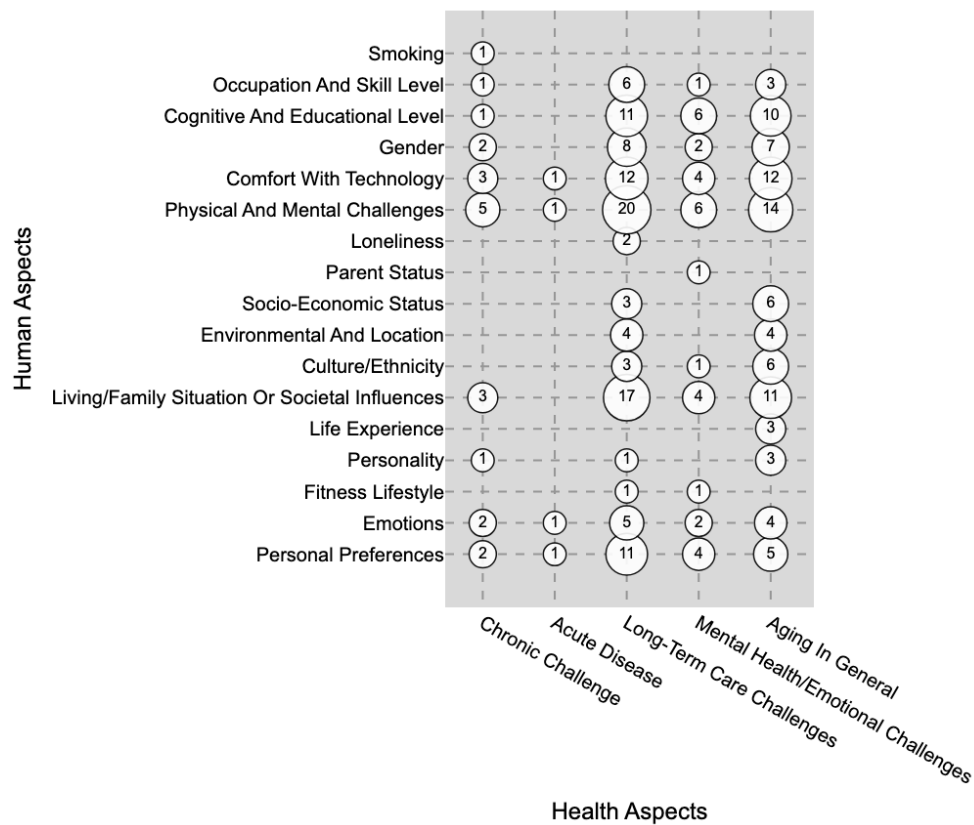 Smoking 1
Occupation And Skill Level 1 6 1 3
Cognitive And Educational Level 1 11 6 10
Gender 2 8 2 7
Comfort With Technology 3 1 12 4 12
Physical And Mental Challenges 5 1 20 6 14
Loneliness 2
Parent Status 1
Socio-Economic Status 3 6
Environmental And Location 4 4
Culture/Ethnicity 3 1 6
Living/Family Situation Or Societal Influences 3 17 4 11
Life Experience 3
Personality 1 1 3
Fitness Lifestyle 1 1
Emotions 2 1 5 2 4
Personal Preferences 2 1 11 4 5
Human Aspects
Chronic Challenge
Acute Disease
Long-Term Care Challenges
Mental Health/Emotional Challenges
Aging In General
Health Aspects